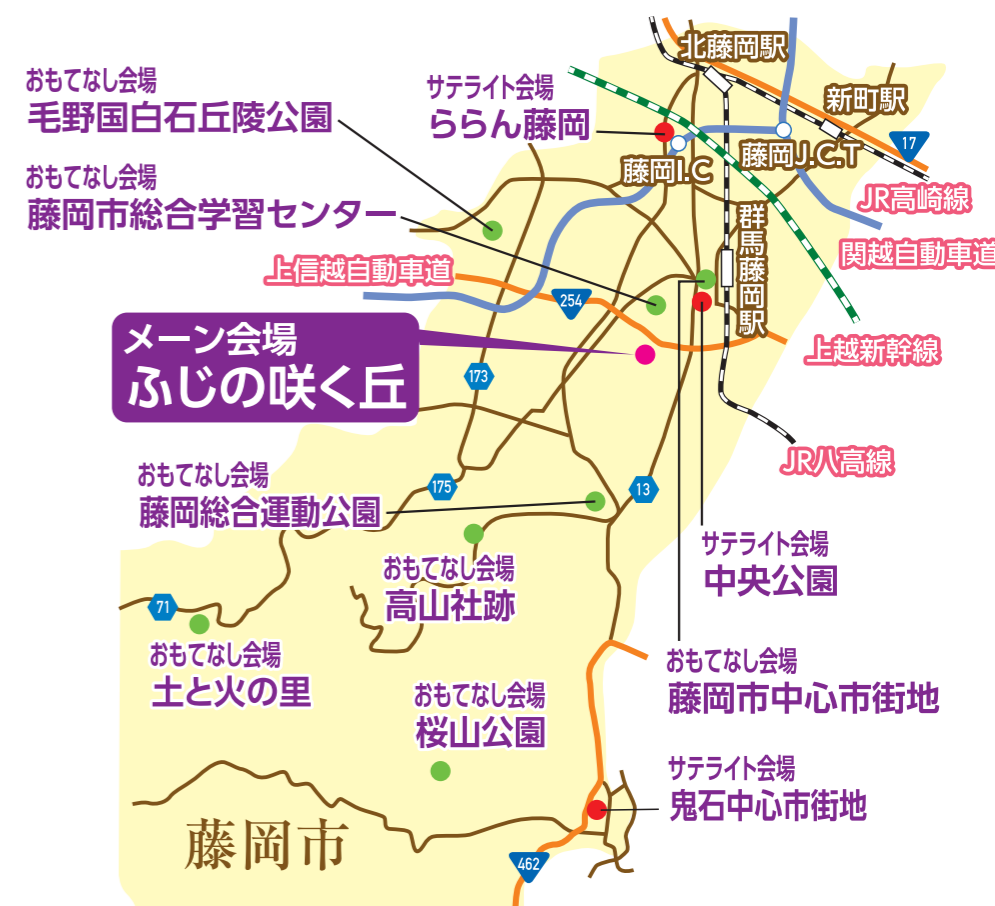 北藤岡駅
おもてなし会場
毛野国白石丘陵公園
サテライト会場
ららん藤岡
新町駅
17
藤岡I.C
藤岡J.C.T
おもてなし会場
藤岡市総合学習センター
JR高崎線
群馬藤岡駅
関越自動車道
上信越自動車道
254
メーン会場
ふじの咲く丘
上越新幹線
173
JR八高線
おもてなし会場
藤岡総合運動公園
175
13
サテライト会場
中央公園
おもてなし会場
高山社跡
71
おもてなし会場
土と火の里
おもてなし会場
藤岡市中心市街地
おもてなし会場
桜山公園
サテライト会場
鬼石中心市街地
藤岡市
462